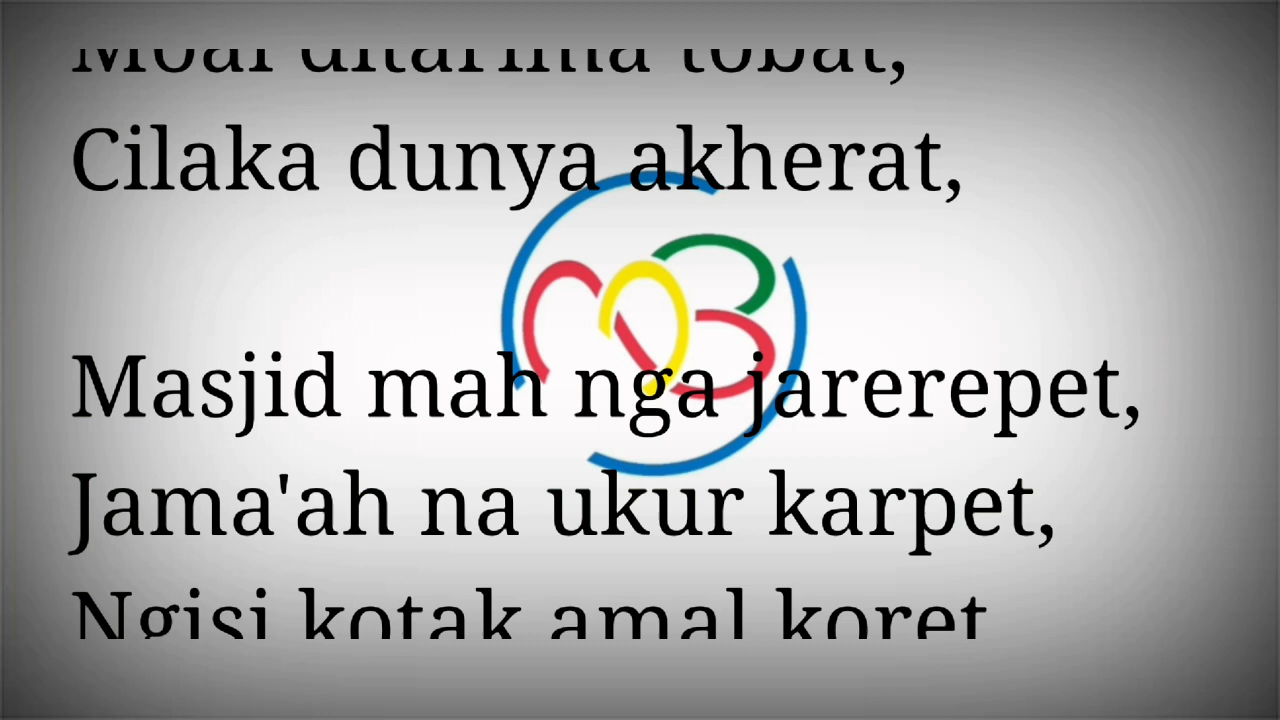 Moal ditarima tobat,
Cilaka dunya akherat,
Masjid mah nga jarerepet,
Jama'ah na ukur karpet,
Ngisi kotak amal koret